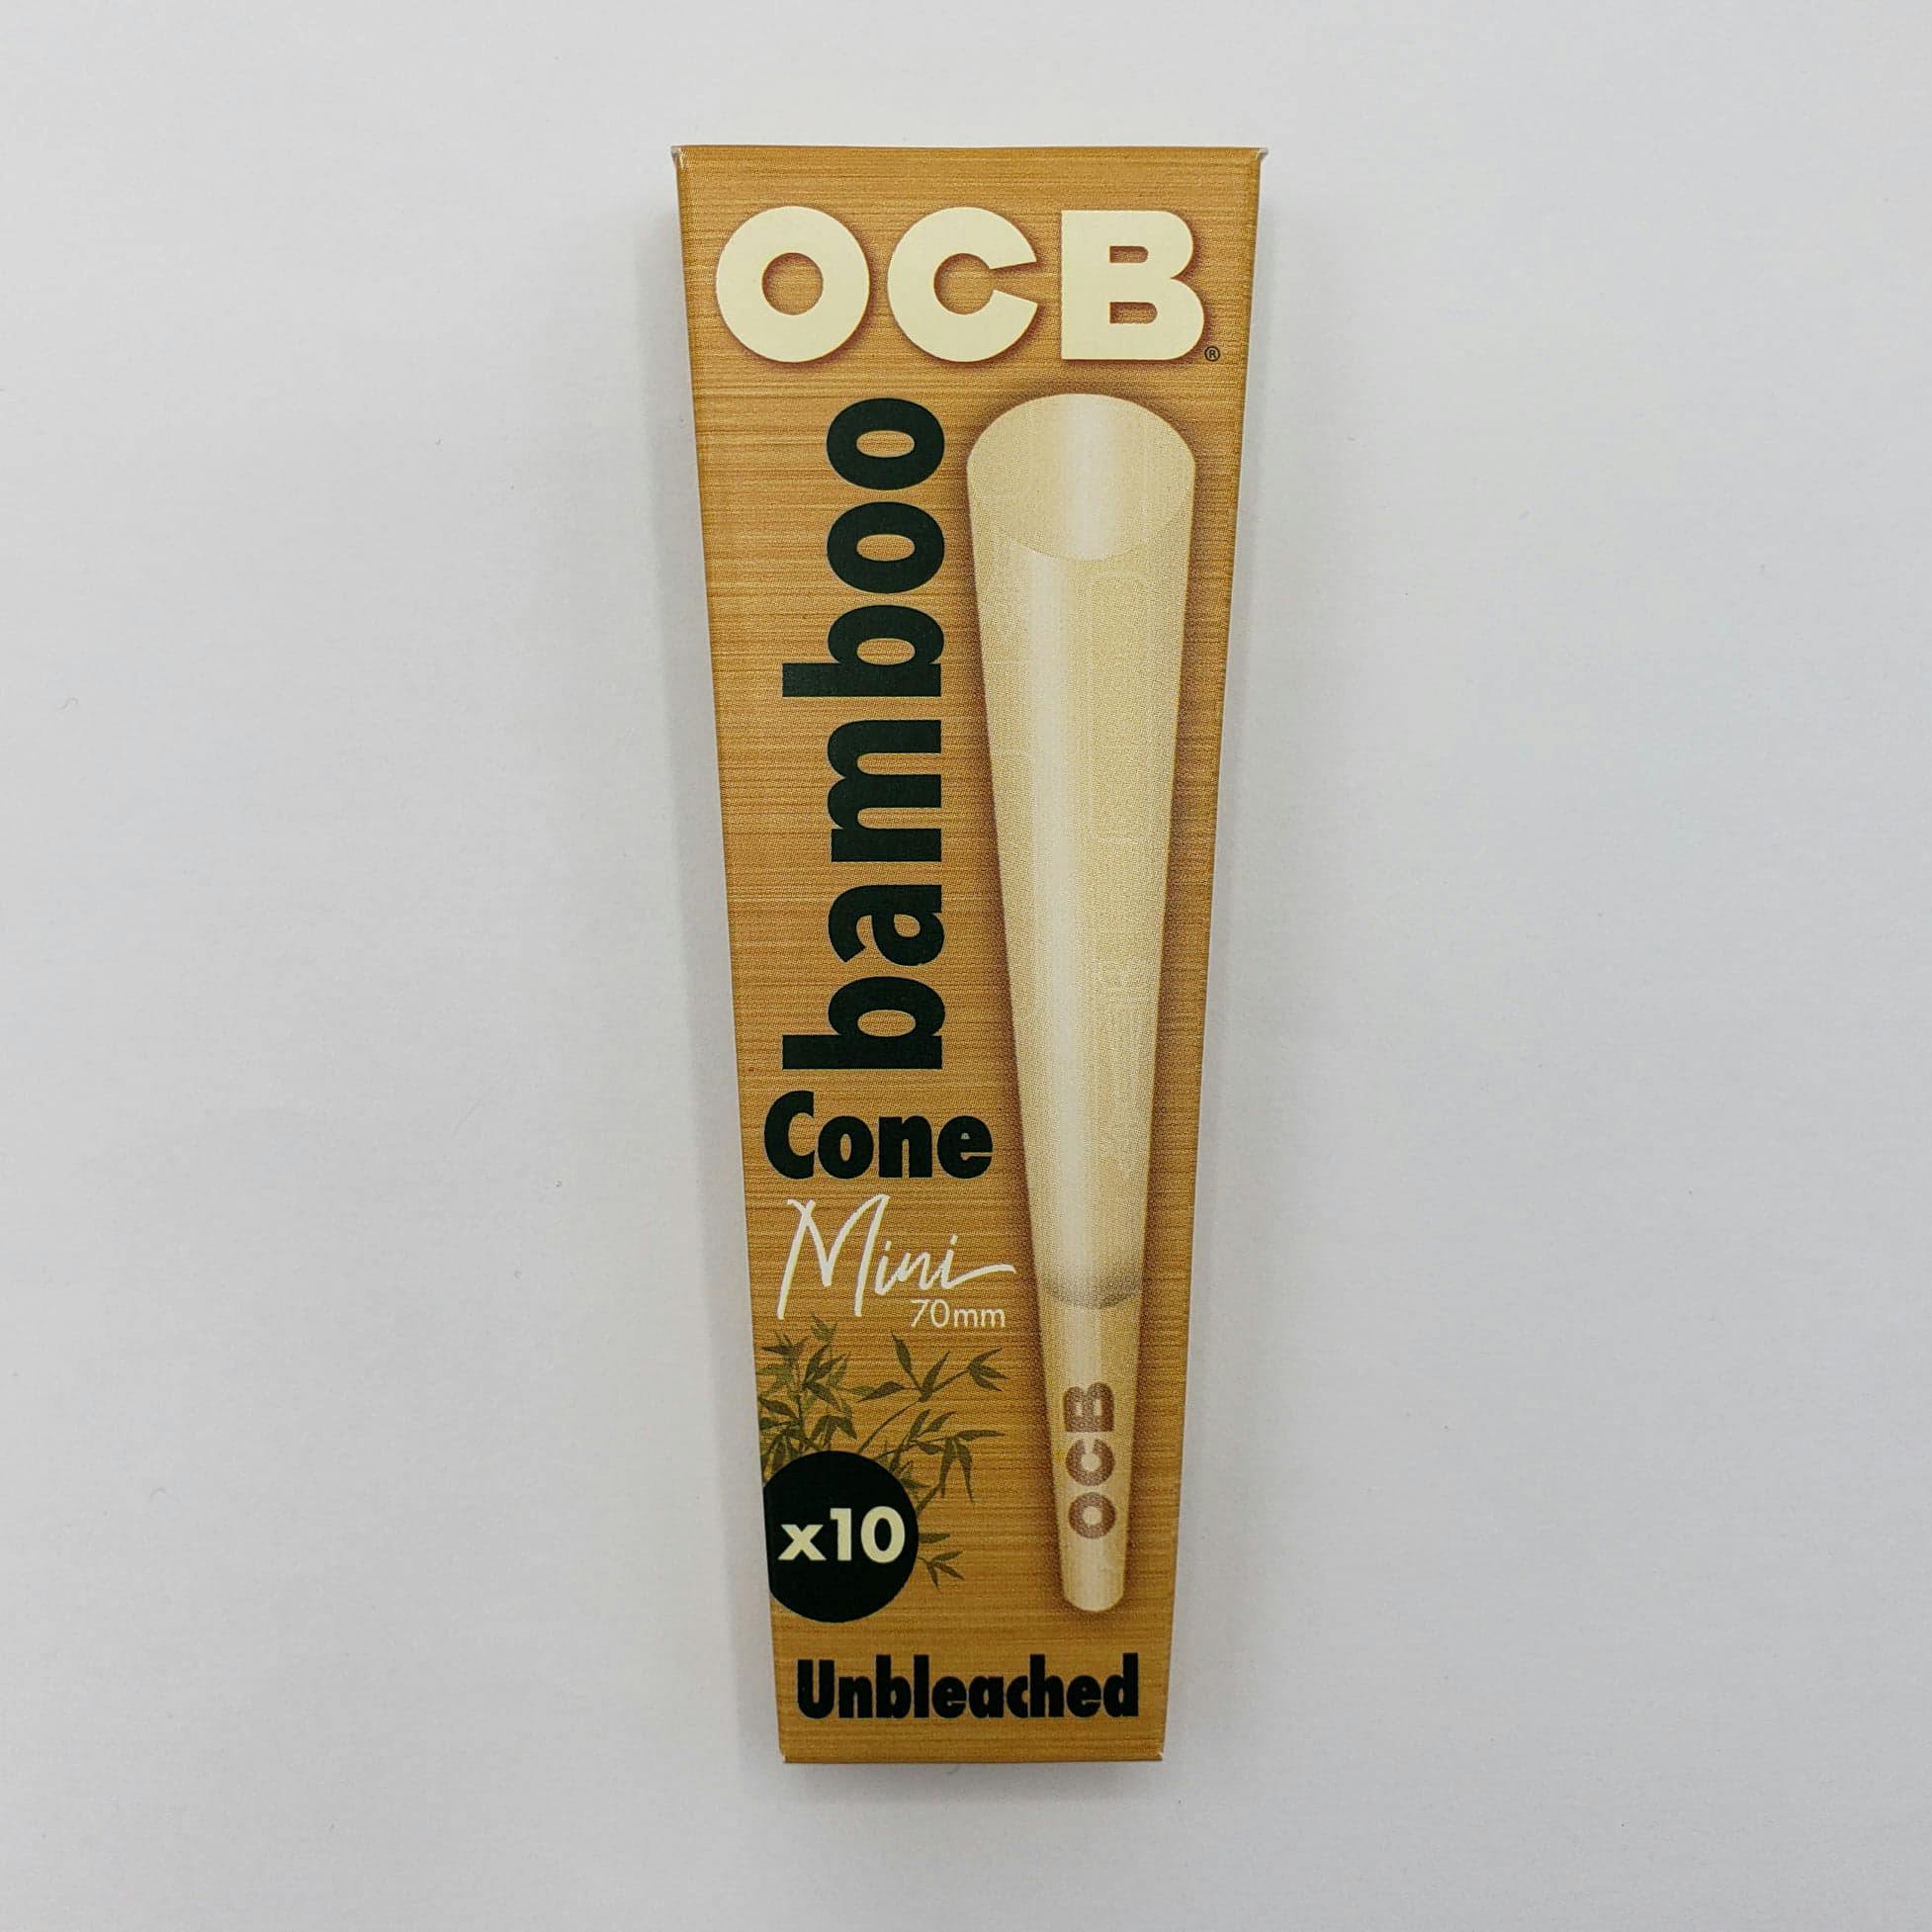 OCB®
bamboo
Cone
Mini
70mm
OCB
x10
Unbleached